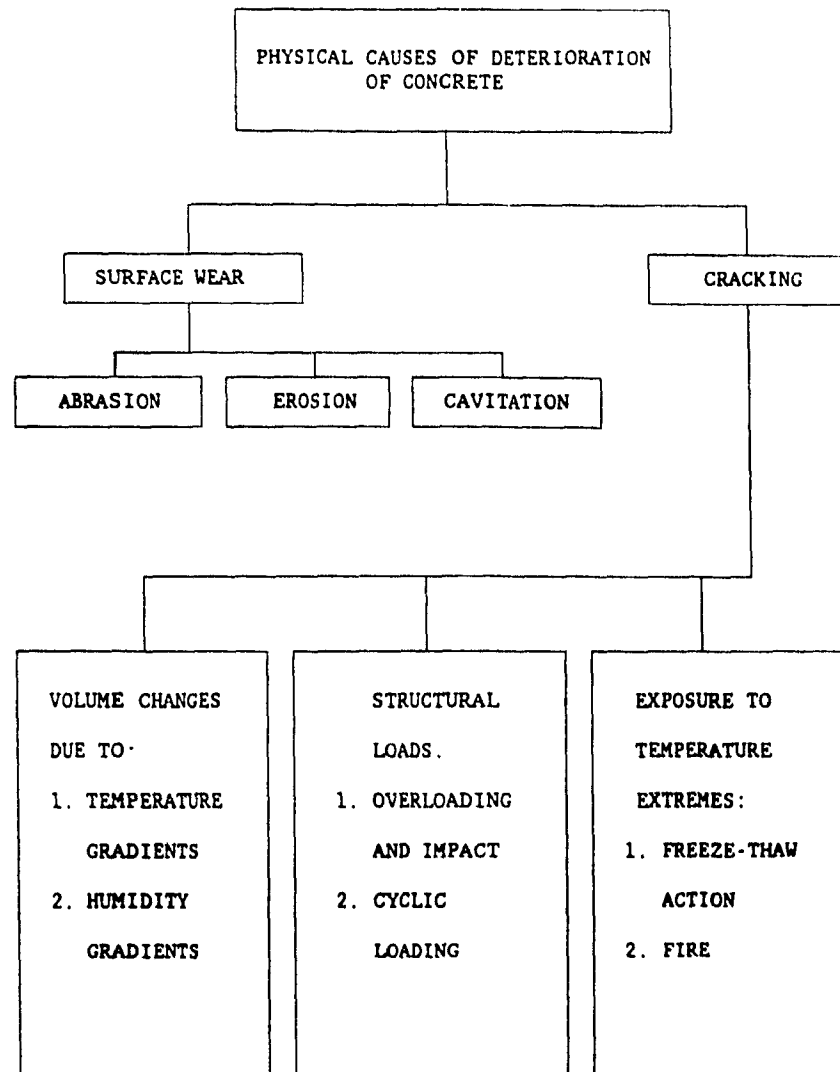 PHYSICAL CAUSES OF DETERIORATION
OF CONCRETE
SURFACE WEAR
CRACKING
ABRASION
EROSION
CAVITATION
VOLUME CHANGES
DUE TO·
1. TEMPERATURE
GRADIENTS
2. HUMIDITY
GRADIENTS
STRUCTURAL
LOADS.
1. OVERLOADING
AND IMPACT
2. CYCLIC
LOADING
EXPOSURE TO
TEMPERATURE
EXTREMES:
1. FREEZE-THAW
ACTION
2. FIRE